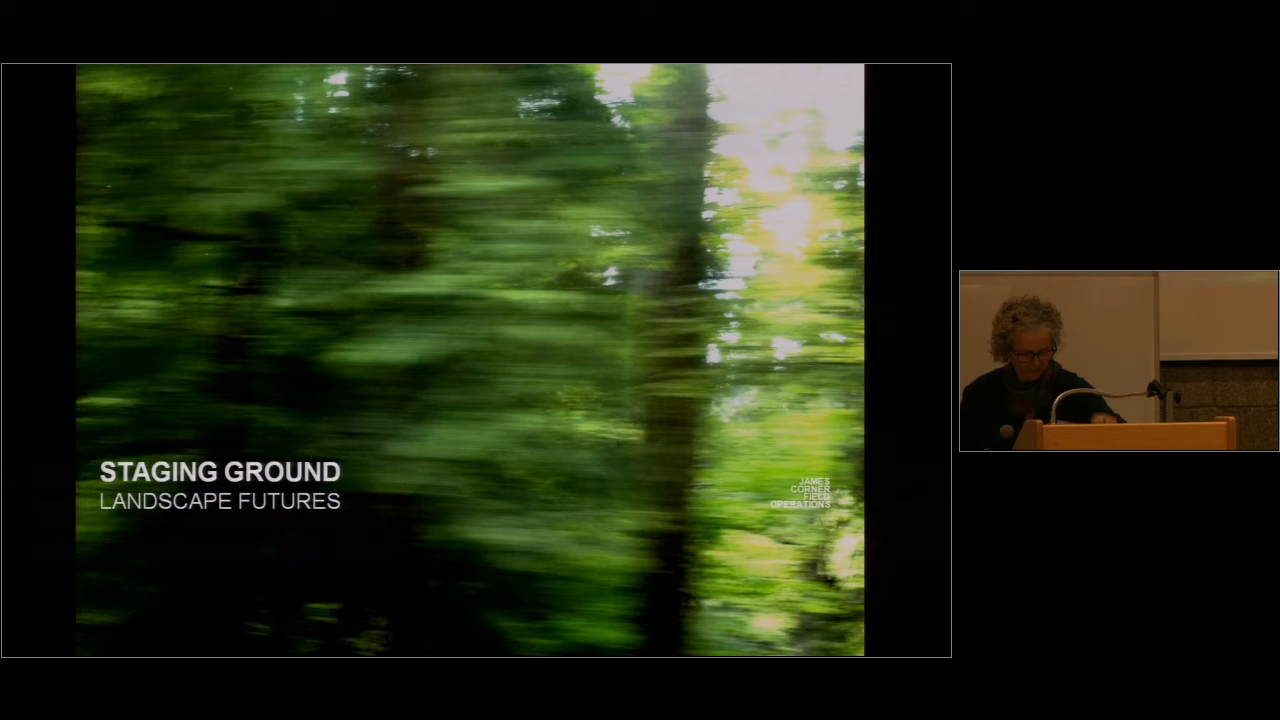 STAGING GROUND
LANDSCAPE FUTURES
JAMES
CORNER
FIELD
OPERATIONS